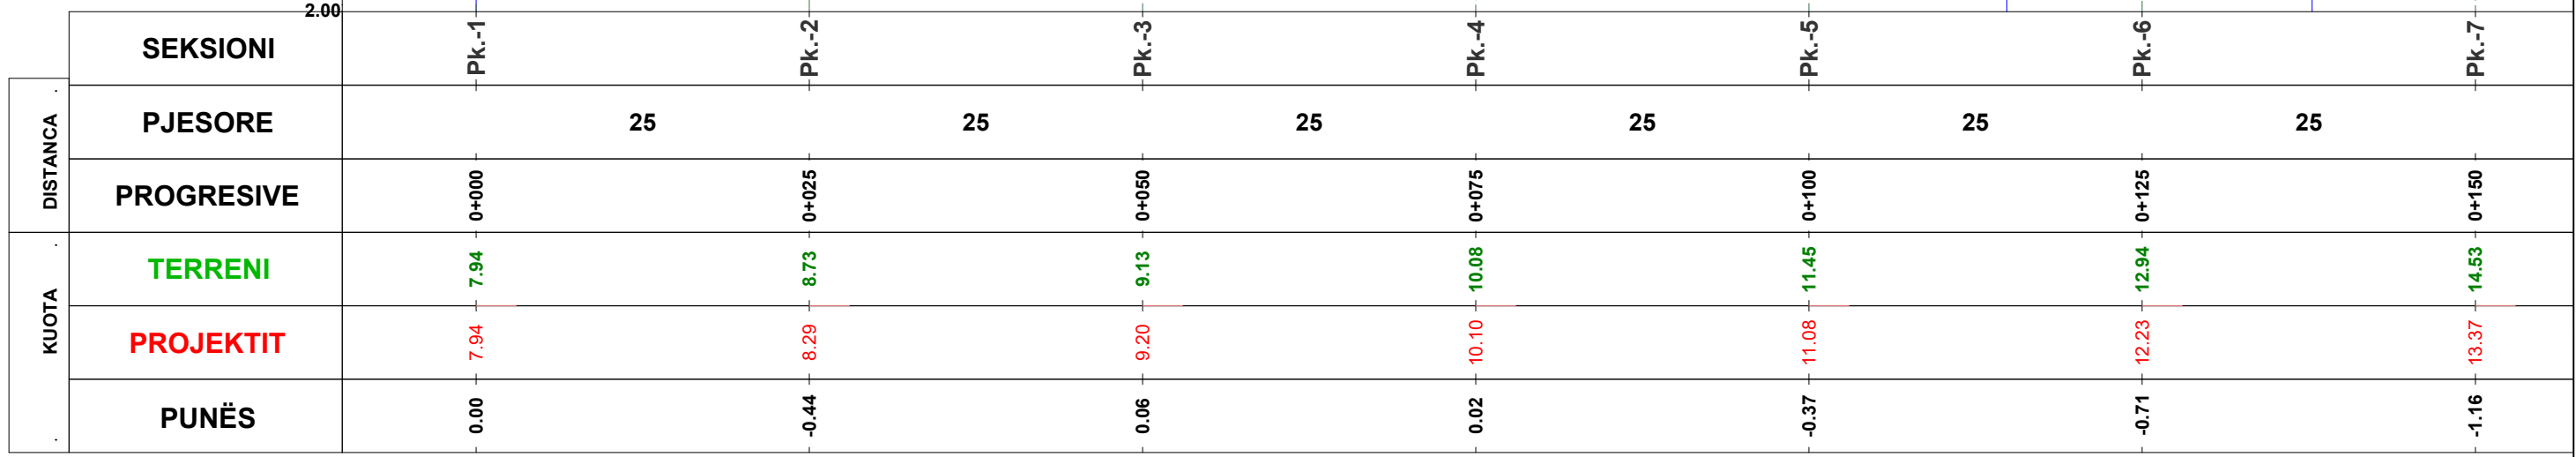 2.00
SEKSIONI Pk.-1 Pk.-2 Pk.-3 Pk.-4 Pk.-5 Pk.-6 Pk.-7
DISTANCA
PJESORE 25 25 25 25 25 25
PROGRESIVE 0+000 0+025 0+050 0+075 0+100 0+125 0+150
KUOTA
TERRENI 7.94 8.73 9.13 10.08 11.45 12.94 14.53
PROJEKTIT 7.94 8.29 9.20 10.10 11.08 12.23 13.37
PUNËS 0.00 -0.44 0.06 0.02 -0.37 -0.71 -1.16